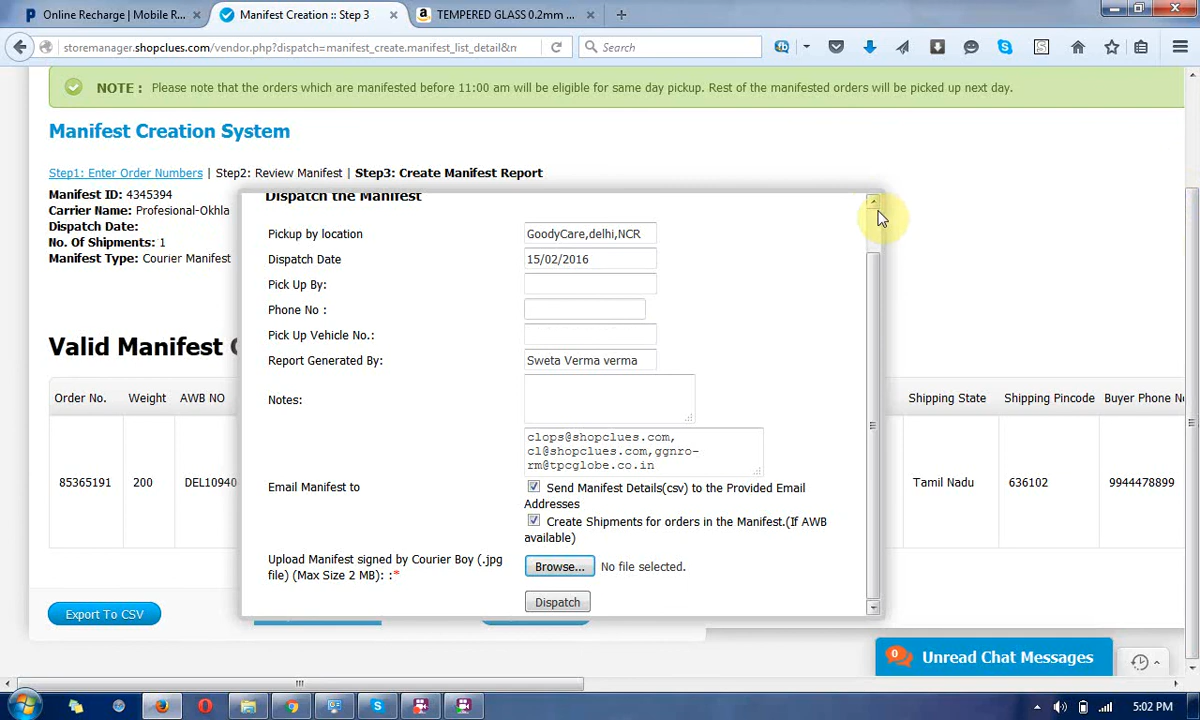 Online Recharge | Mobile R...
Manifest Creation :: Step 3
TEMPERED GLASS 0.2mm ...
storemanager.shopclues.com/vendor.php?dispatch=manifest_create.manifest_list_detail&m
Search
NOTE : Please note that the orders which are manifested before 11:00 am will be eligible for same day pickup. Rest of the manifested orders will be picked up next day.
Manifest Creation System
Step1: Enter Order Numbers | Step2: Review Manifest | Step3: Create Manifest Report
Manifest ID: 4345394
Carrier Name: Profesional-Okhla
Dispatch Date:
No. Of Shipments: 1
Manifest Type: Courier Manifest
Dispatch the Manifest
Pickup by location GoodyCare,delhi,NCR
Dispatch Date 15/02/2016
Pick Up By:
Phone No :
Pick Up Vehicle No.:
Report Generated By: Sweta Verma verma
Notes:
clops@shopclues.com,
cl@shopclues.com,ggnro-
rm@tpcglobe.co.in
Email Manifest to
Send Manifest Details(csv) to the Provided Email
Addresses
Create Shipments for orders in the Manifest.(If AWB
available)
Upload Manifest signed by Courier Boy (.jpg
file) (Max Size 2 MB): :*
Browse... No file selected.
Dispatch
Valid Manifest
Order No. Weight AWB NO Shipping State Shipping Pincode Buyer Phone N
85365191 200 DEL10940 Tamil Nadu 636102 9944478899
Export To CSV
0 Unread Chat Messages
5:02 PM